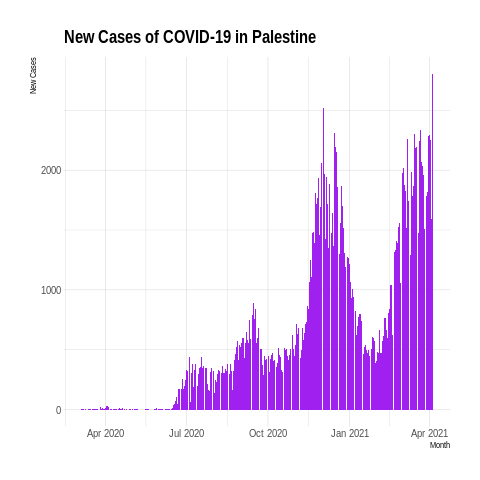 New Cases of COVID-19 in Palestine
New Cases
2000
1000
0
Apr 2020 Jul 2020 Oct 2020 Jan 2021 Apr 2021
Month